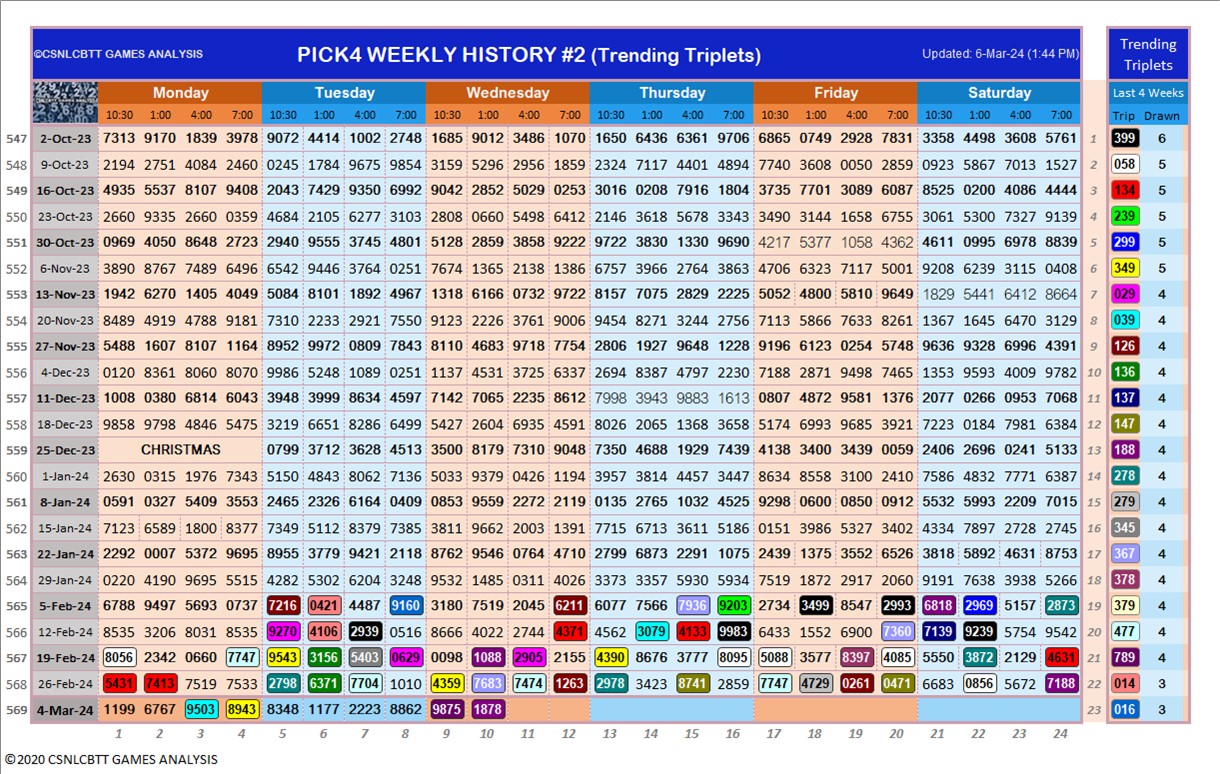 ©CSNLCBTT GAMES ANALYSIS PICK4 WEEKLY HISTORY #2 (Trending Triplets) Updated: 6-Mar-24 (1:44 PM) Trending Triplets
Monday Tuesday Wednesday Thursday Friday Saturday Last 4 Weeks
10:30 1:00 4:00 7:00 10:30 1:00 4:00 7:00 10:30 1:00 4:00 7:00 10:30 1:00 4:00 7:00 10:30 1:00 4:00 7:00 10:30 1:00 4:00 7:00 Trip Drawn
547 2-Oct-23 7313 9170 1839 3978 9072 4414 1002 2748 1685 9012 3486 1070 1650 6436 6361 9706 6865 0749 2928 7831 3358 4498 3608 5761 1 399 6
548 9-Oct-23 2194 2751 4084 2460 0245 1784 9675 9854 3159 5296 2956 1859 2324 7117 4401 4894 7740 3608 0050 2859 0923 5867 7013 1527 2 058 5
549 16-Oct-23 4935 5537 8107 9408 2043 7429 9350 6992 9042 2852 5029 0253 3016 0208 7916 1804 3735 7701 3089 6087 8525 0200 4086 4444 3 134 5
550 23-Oct-23 2660 9335 2660 0359 4684 2105 6277 3103 2808 0660 5498 6412 2146 3618 5678 3343 3490 3144 1658 6755 3061 5300 7327 9139 4 239 5
551 30-Oct-23 0969 4050 8648 2723 2940 9555 3745 4801 5128 2859 3858 9222 9722 3830 1330 9690 4217 5377 1058 4362 4611 0995 6978 8839 5 299 5
552 6-Nov-23 3890 8767 7489 6496 6542 9446 3764 0251 7674 1365 2138 1386 6757 3966 2764 3863 4706 6323 7117 5001 9208 6239 3115 0408 6 349 5
553 13-Nov-23 1942 6270 1405 4049 5084 8101 1892 4967 1318 6166 0732 9722 8157 7075 2829 2225 5052 4800 5810 9649 1829 5441 6412 8664 7 029 4
554 20-Nov-23 8489 4919 4788 9181 7310 2233 2921 7550 9123 2226 3761 9006 9454 8271 3244 2756 7113 5866 7633 8261 1367 1645 6470 3129 8 039 4
555 27-Nov-23 5488 1607 8107 1164 8952 9972 0809 7843 8110 4683 9718 7754 2806 1927 9648 1228 9196 6123 0254 5748 9636 9328 6996 4391 9 126 4
556 4-Dec-23 0120 8361 8060 8070 9986 5248 1089 0251 1137 4531 3725 6337 2694 8387 4797 2230 7188 2871 9498 7465 1353 9593 4009 9782 10 136 4
557 11-Dec-23 1008 0380 6814 6043 3948 3999 8634 4597 7142 7065 2235 8612 7998 3943 9883 1613 0807 4872 9581 1376 2077 0266 0953 7068 11 137 4
558 18-Dec-23 9858 9798 4846 5475 3219 6651 8286 6499 5427 2604 6935 4591 8026 2065 1368 3658 5174 6993 9685 3921 7223 0184 7981 6384 12 147 4
559 25-Dec-23 CHRISTMAS 0799 3712 3628 4513 3500 8179 7310 9048 7350 4688 1929 7439 4138 3400 3439 0059 2406 2696 0241 5133 13 188 4
560 1-Jan-24 2630 0315 1976 7343 5150 4843 8062 7135 5033 9379 0426 1194 3957 3814 4457 3447 8634 8558 3100 2410 7586 4832 7771 6387 14 278 4
561 8-Jan-24 0591 0327 5409 3553 2465 2326 6164 0409 0853 9559 2272 2119 0135 2765 1032 4525 9298 0600 0850 0912 5532 5993 2209 7015 15 279 4
562 15-Jan-24 7123 6589 1800 8377 7349 5112 8379 7385 3811 9662 2003 1391 7715 6713 3611 5186 0151 3986 5327 3402 4334 7897 2728 2745 16 345 4
563 22-Jan-24 2292 0007 5372 9695 8955 3779 9421 2118 8762 9546 0764 4710 2799 6873 2291 1075 2439 1375 3552 6526 3818 5892 4631 8753 17 367 4
564 29-Jan-24 0220 4190 9695 5515 4282 5302 6204 3248 9532 1485 0311 4026 3373 3357 5930 5934 7519 1872 2917 2060 9191 7638 3938 5266 18 378 4
565 5-Feb-24 6788 9497 5693 0737 7216 0421 4487 9160 3180 7519 2045 6211 6077 7566 7936 9203 2734 3499 8547 2993 6818 2969 5157 2873 19 379 4
566 12-Feb-24 8535 3206 8031 8535 9270 4106 2939 0516 8666 4022 2744 4371 4562 3079 4133 9983 6433 1552 6900 7360 7139 9239 5754 9542 20 477 4
567 19-Feb-24 8056 2342 0660 7747 9543 3156 5403 0629 0098 1088 2905 2155 4390 8676 3777 8095 5088 3577 8397 4085 5550 3872 2129 4631 21 789 4
568 26-Feb-24 5431 7413 7519 7533 2798 6371 7704 1010 4359 7683 7474 1263 2978 3423 8741 2859 7747 4729 0261 0471 6683 0856 5672 7188 22 014 3
569 4-Mar-24 1199 6767 9503 8943 8348 1177 2223 8862 9875 1878 23 016 3
1 2 3 4 5 6 7 8 9 10 11 12 13 14 15 16 17 18 19 20 21 22 23 24
©2020 CSNLCBTT GAMES ANALYSIS